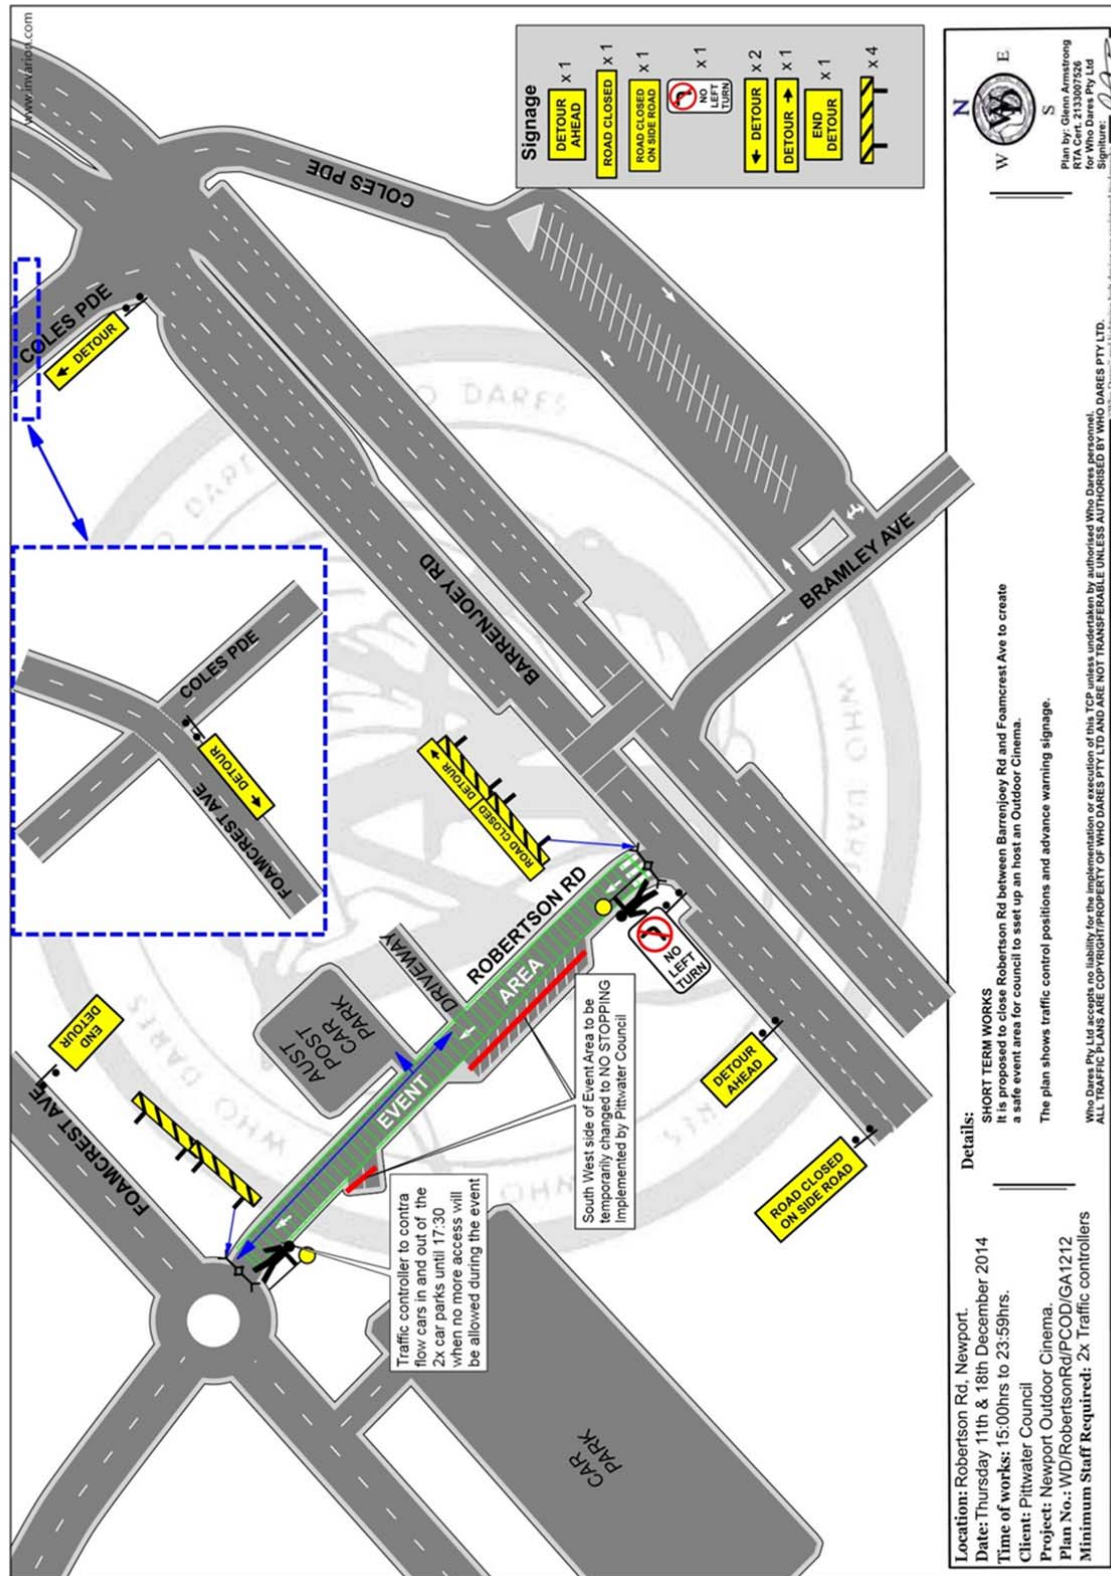 www.invarion.com
Signage
DETOUR
AHEAD
x 1
ROAD CLOSED
x 1
ROAD CLOSED
ON SIDE ROAD
x 1
NO
LEFT
TURN
x 1
DETOUR
x 2
DETOUR
x 1
END
DETOUR
x 1
x 4
COLES PDE
COLES PDE
DETOUR
COLES PDE
FOAMCREST AVE
DETOUR
BARRENJOEY RD
BRAMLEY AVE
ROAD CLOSED
DETOUR
ROBERTSON RD
DRIVEWAY
AUST
POST
CAR
PARK
EVENT
AREA
NO
LEFT
TURN
END
DETOUR
FOAMCREST AVE
DETOUR
AHEAD
ROAD CLOSED
ON SIDE ROAD
South West side of Event Area to be
temporarily changed to NO STOPPING
Implemented by Pittwater Council
Traffic controller to contra
flow cars in and out of the
2x car parks until 17:30
when no more access will
be allowed during the event
CAR
PARK
WHO DARES
WHO DARES
Location: Robertson Rd, Newport.
Date: Thursday 11th & 18th December 2014
Time of works: 15:00hrs to 23:59hrs.
Client: Pittwater Council
Project: Newport Outdoor Cinema.
Plan No.: WD/RobertsonRd/PCOD/GA1212
Minimum Staff Required: 2x Traffic controllers
Details:
SHORT TERM WORKS
It is proposed to close Robertson Rd between Barrenjoey Rd and Foamcrest Ave to create
a safe event area for council to sset up an host an Outdoor Cinema.
The plan shows traffic control positions and advance warning signage.
Who Dares Pty Ltd accepts no liability for the implementation or execution of this TCP unless undertaken by authorised Who Dares personnel.
ALL TRAFFIC PLANS ARE COPYRIGHT/PROPERTY OF WHO DARES PTY LTD AND ARE NOT TRANSFERABLE UNLESS AUTHORISED BY WHO DARES PTY LTD.
N
W
E
S
WD
Plan by: Glenn Armstrong
RTA Cert. 2133007526
for Who Dares Pty Ltd
Signiture: